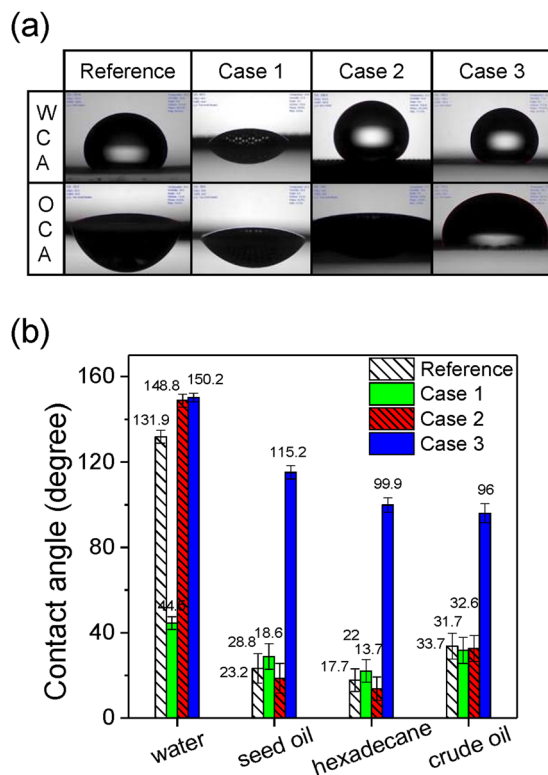 (a)
Reference Case 1 Case 2 Case 3
W
C
A
O
C
A
(b)
Contact angle (degree)
160
120
80
40
0
Reference
Case 1
Case 2
Case 3
131.9
148.8
150.2
23.2
28.8
18.6
115.2
17.7
22
13.7
99.9
33.7
31.7
32.6
96
water
seed oil
hexadecane
crude oil